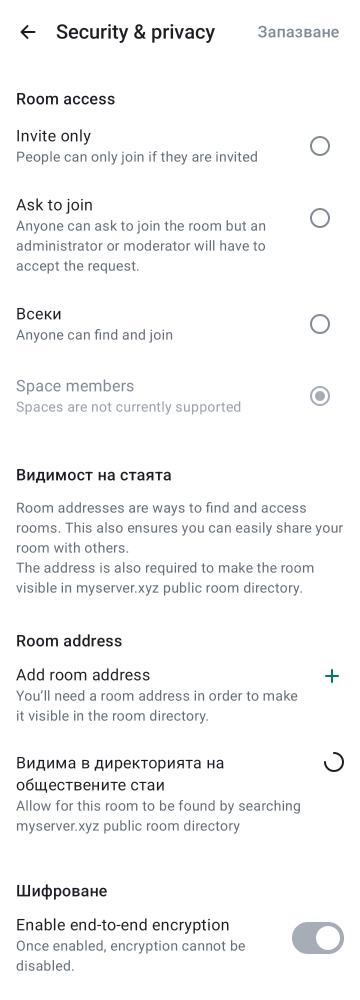 Security & privacy
Запазване
Room access
Invite only
People can only join if they are invited
Ask to join
Anyone can ask to join the room but an
administrator or moderator will have to
accept the request.
Всеки
Anyone can find and join
Space members
Spaces are not currently supported
Видимост на стаята
Room addresses are ways to find and access
rooms. This also ensures you can easily share your
room with others.
The address is also required to make the room
visible in myserver.xyz public room directory.
Room address
Add room address
You'll need a room address in order to make
it visible in the room directory.
Видима в директорията на
обществените стаи
Allow for this room to be found by searching
myserver.xyz public room directory
Шифроване
Enable end-to-end encryption
Once enabled, encryption cannot be
disabled.